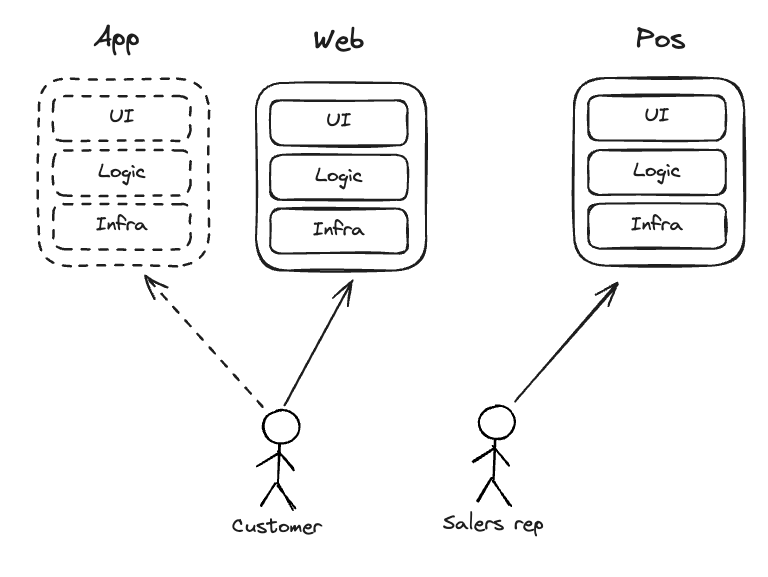 App
Web
Pos
UI
UI
UI
Logic
Logic
Logic
Infra
Infra
Infra
Customer
Salers rep